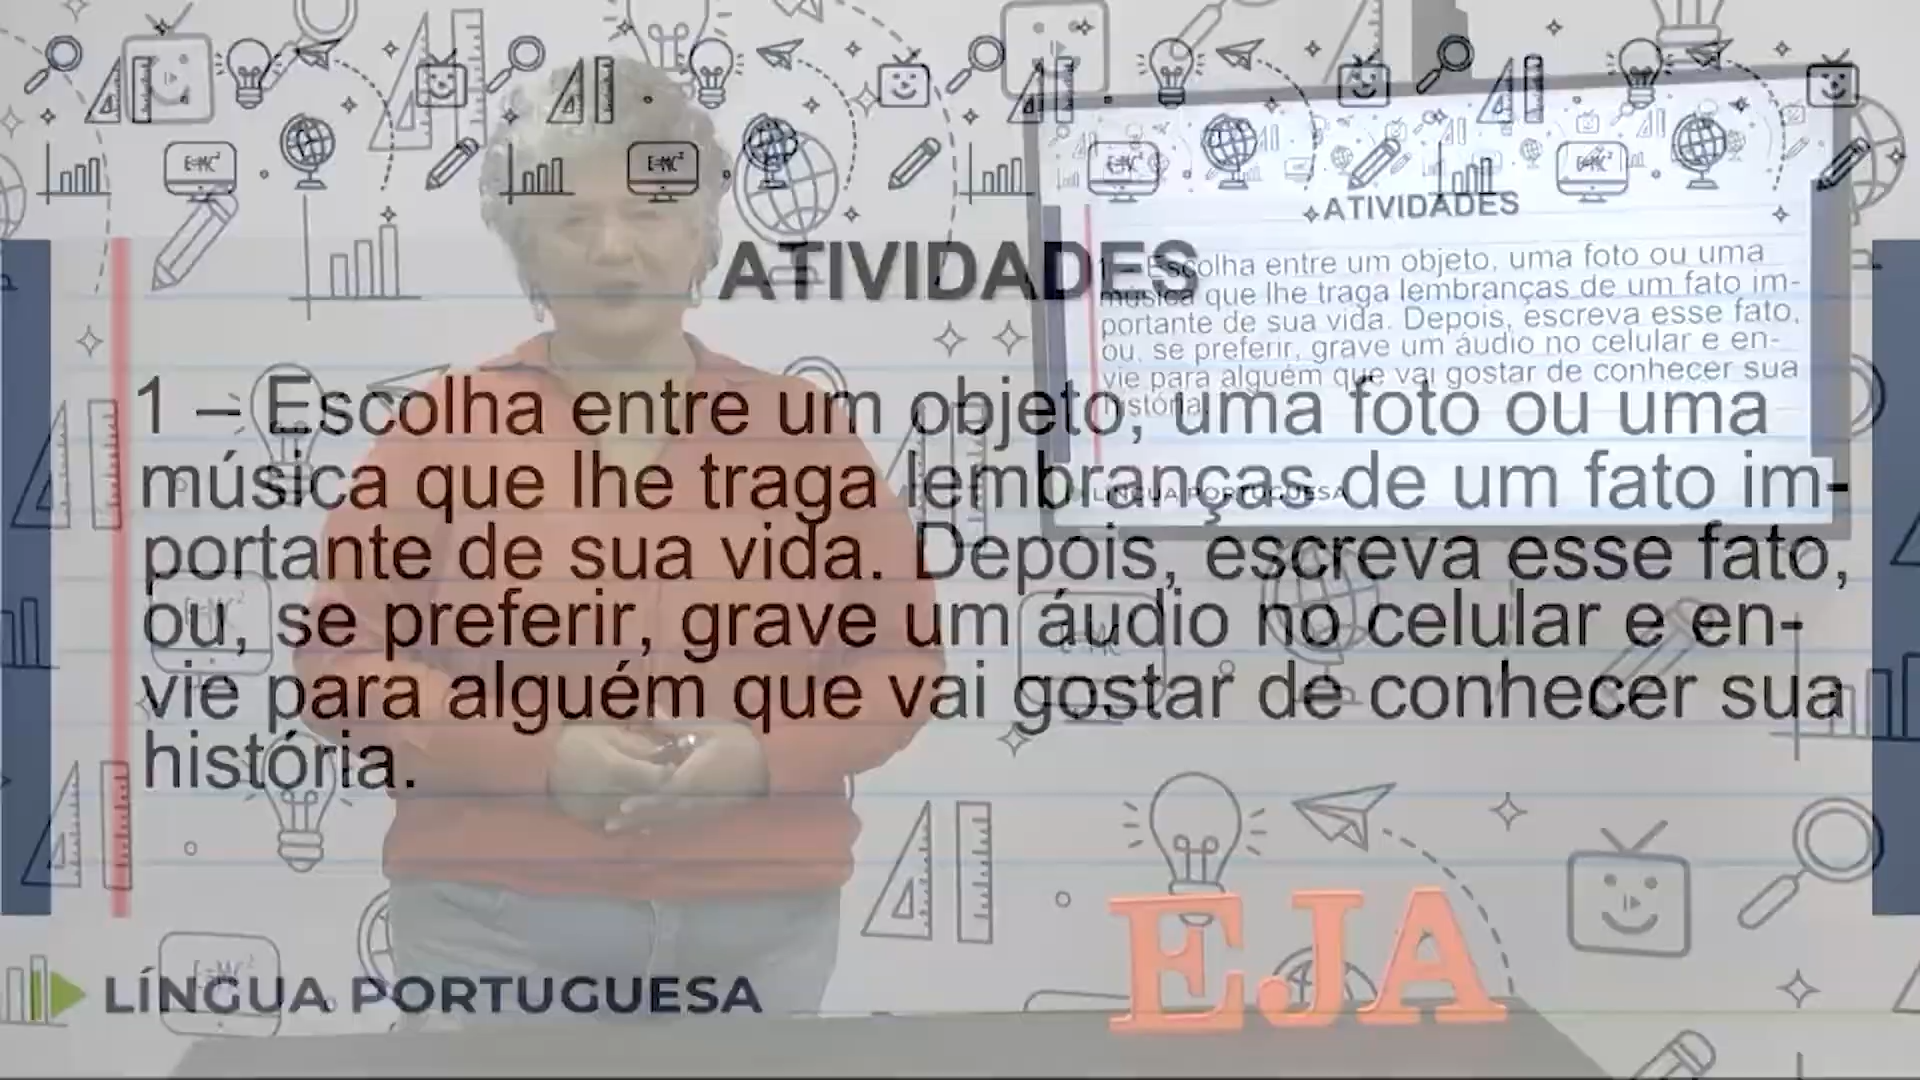 ATIVIDADES
1 – Escolha entre um objeto, uma foto ou uma
música que lhe traga lembranças de um fato im-
portante de sua vida. Depois, escreva esse fato,
ou, se preferir, grave um áudio no celular e en-
vie para alguém que vai gostar de conhecer sua
história.
LÍNGUA PORTUGUESA
ATIVIDADES
1 – Escolha entre um objeto, uma foto ou uma
música que lhe traga lembranças de um fato im-
portante de sua vida. Depois, escreva esse fato,
ou, se preferir, grave um áudio no celular e en-
vie para alguém que vai gostar de conhecer sua
história.
LÍNGUA PORTUGUESA
EJA
E=MC²
E=MC²
E=MC²
E=MC²